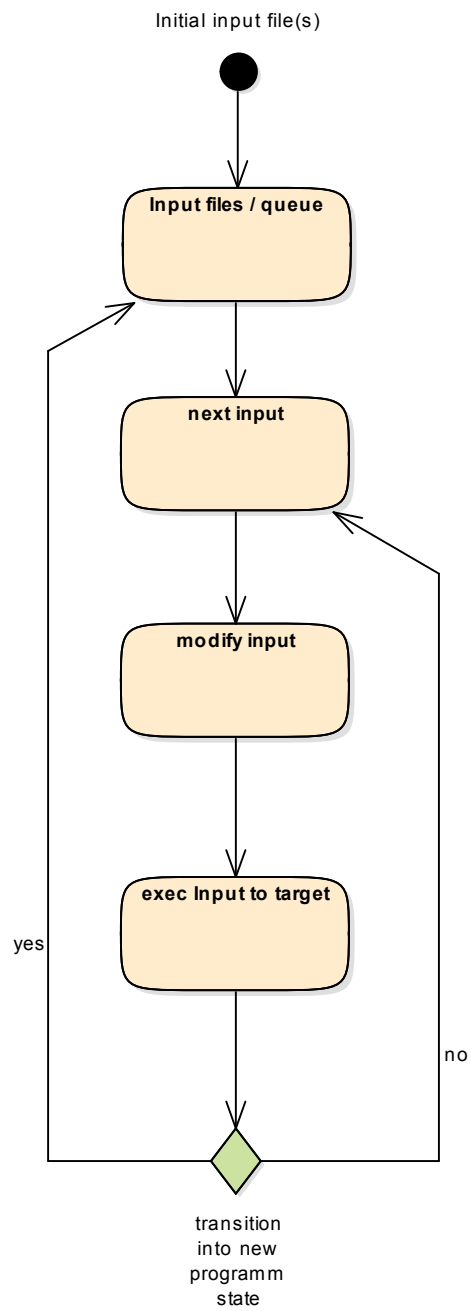 Initial input file(s)
Input files / queue
next input
modify input
exec Input to target
yes
no
transition
into new
programm
state